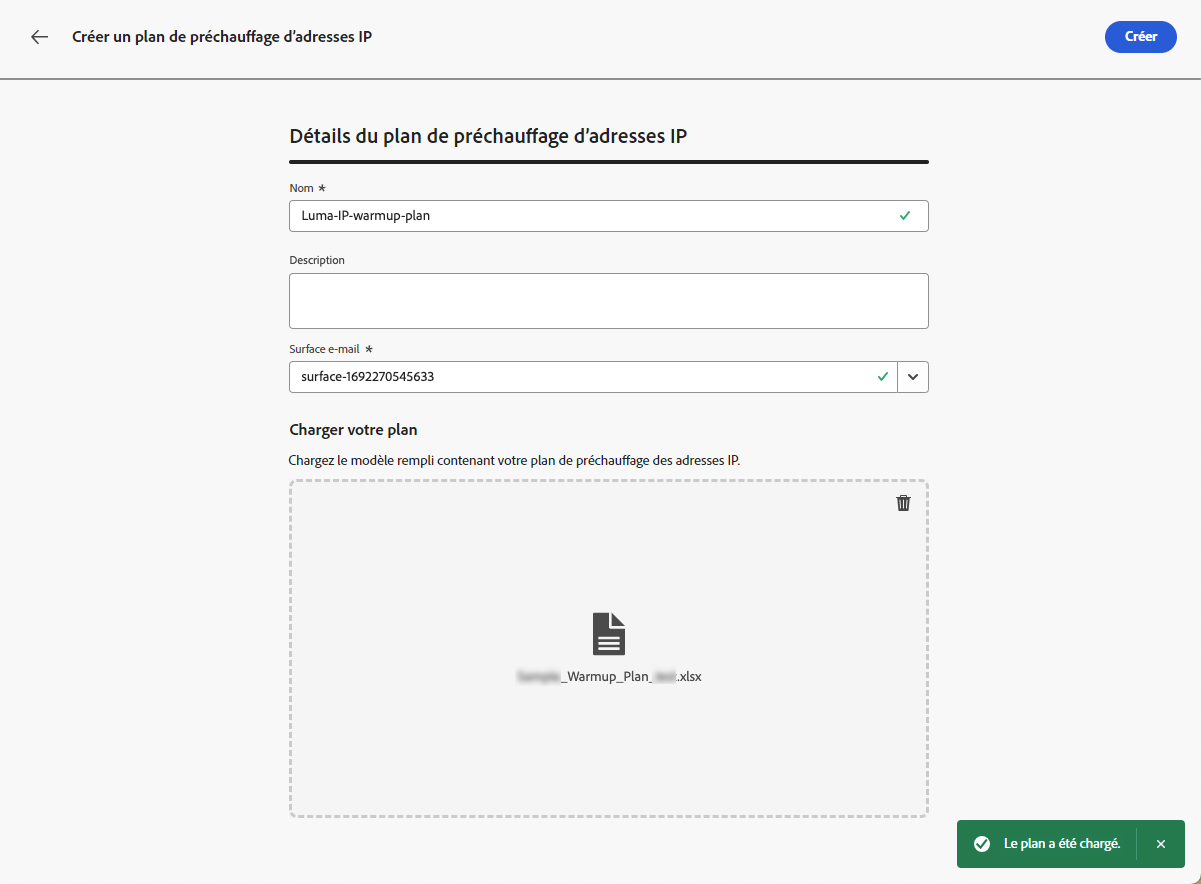 Créer un plan de préchauffage d’adresses IP
Créer
Détails du plan de préchauffage d’adresses IP
Nom *
Luma-IP-warmup-plan
Description
Surface e-mail *
surface-1692270545633
Charger votre plan
Chargez le modèle rempli contenant votre plan de préchauffage des adresses IP.
_Warmup_Plan_ .xlsx
Le plan a été chargé.